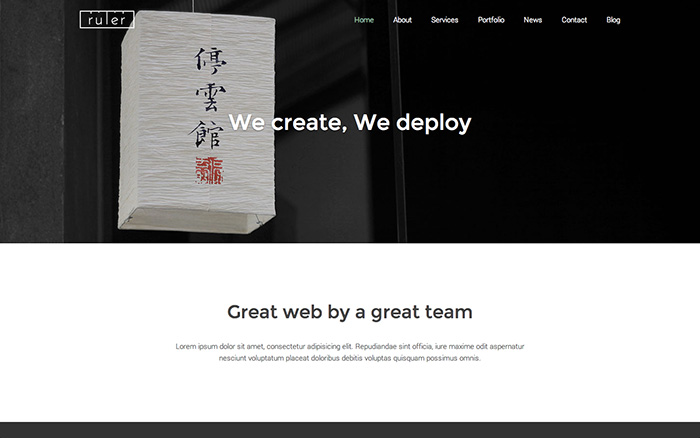 ruler
Home About Services Portfolio News Contact Blog
停雲館
We create, We deploy
Great web by a great team
Lorem ipsum dolor sit amet, consectetur adipisicing elit. Repudiandae sint officia, iure maxime odit aspernatur
nesciunt voluptatum placeat doloribus debitis voluptas quisquam possimus omnis.